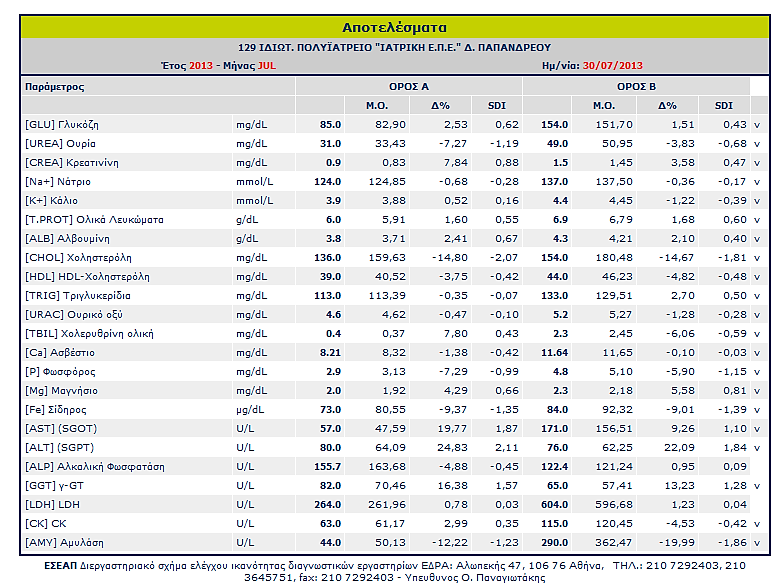 Αποτελέσματα
129 ΙΔΙΩΤ. ΠΟΛΥΪΑΤΡΕΙΟ "ΙΑΤΡΙΚΗ Ε.Π.Ε." Δ. ΠΑΠΑΝΔΡΕΟΥ
Έτος 2013 - Μήνας JUL Ημ/νία: 30/07/2013
Παράμετρος ΟΡΟΣ Α ΟΡΟΣ Β
Μ.Ο. Δ% SDI Μ.Ο. Δ% SDI
[GLU] Γλυκόζη mg/dL 85.0 82,90 2,53 0,62 154.0 151,70 1,51 0,43 v
[UREA] Ουρία mg/dL 31.0 33,43 -7,27 -1,19 49.0 50,95 -3,83 -0,68 v
[CREA] Κρεατινίνη mg/dL 0.9 0,83 7,84 0,88 1.5 1,45 3,58 0,47 v
[Na+] Νάτριο mmol/L 124.0 124,85 -0,68 -0,28 137.0 137,50 -0,36 -0,17 v
[K+] Κάλιο mmol/L 3.9 3,88 0,52 0,16 4.4 4,45 -1,22 -0,39 v
[T.PROT] Ολικά Λευκώματα g/dL 6.0 5,91 1,60 0,55 6.9 6,79 1,68 0,60 v
[ALB] Αλβουμίνη g/dL 3.8 3,71 2,41 0,67 4.3 4,21 2,10 0,40 v
[CHOL] Χοληστερόλη mg/dL 136.0 159,63 -14,80 -2,07 154.0 180,48 -14,67 -1,81 v
[HDL] HDL-Χοληστερόλη mg/dL 39.0 40,52 -3,75 -0,42 44.0 46,23 -4,82 -0,48 v
[TRIG] Τριγλυκερίδια mg/dL 113.0 113,39 -0,35 -0,07 133.0 129,51 2,70 0,50 v
[URAC] Ουρικό οξύ mg/dL 4.6 4,62 -0,47 -0,10 5.2 5,27 -1,28 -0,28 v
[TBIL] Χολερυθρίνη ολική mg/dL 0.4 0,37 7,80 0,43 2.3 2,45 -6,06 -0,59 v
[Ca] Ασβέστιο mg/dL 8.21 8,32 -1,38 -0,42 11.64 11,65 -0,10 -0,03 v
[P] Φωσφόρος mg/dL 2.9 3,13 -7,29 -0,99 4.8 5,10 -5,90 -1,15 v
[Mg] Μαγνήσιο mg/dL 2.0 1,92 4,29 0,66 2.3 2,18 5,58 0,81 v
[Fe] Σίδηρος μg/dL 73.0 80,55 -9,37 -1,35 84.0 92,32 -9,01 -1,39 v
[AST] (SGOT) U/L 57.0 47,59 19,77 1,87 171.0 156,51 9,26 1,10 v
[ALT] (SGPT) U/L 80.0 64,09 24,83 2,11 76.0 62,25 22,09 1,84 v
[ALP] Αλκαλική Φωσφατάση U/L 155.7 163,68 -4,88 -0,45 122.4 121,24 0,95 0,09
[GGT] γ-GT U/L 82.0 70,46 16,38 1,57 65.0 57,41 13,23 1,28 v
[LDH] LDH U/L 264.0 261,96 0,78 0,03 604.0 596,68 1,23 0,04
[CK] CK U/L 63.0 61,17 2,99 0,35 115.0 120,45 -4,53 -0,42 v
[AMY] Αμυλάση U/L 44.0 50,13 -12,22 -1,23 290.0 362,47 -19,99 -1,86 v
ΕΣΕΑΠ Διεργαστηριακό σχήμα ελέγχου ικανότητας διαγνωστικών εργαστηρίων ΕΔΡΑ: Αλωπεκής 47, 106 76 Αθήνα, ΤΗΛ.: 210 7292403, 210
3645751, fax: 210 7292403 - Υπευθυνος Ο. Παναγιωτάκης